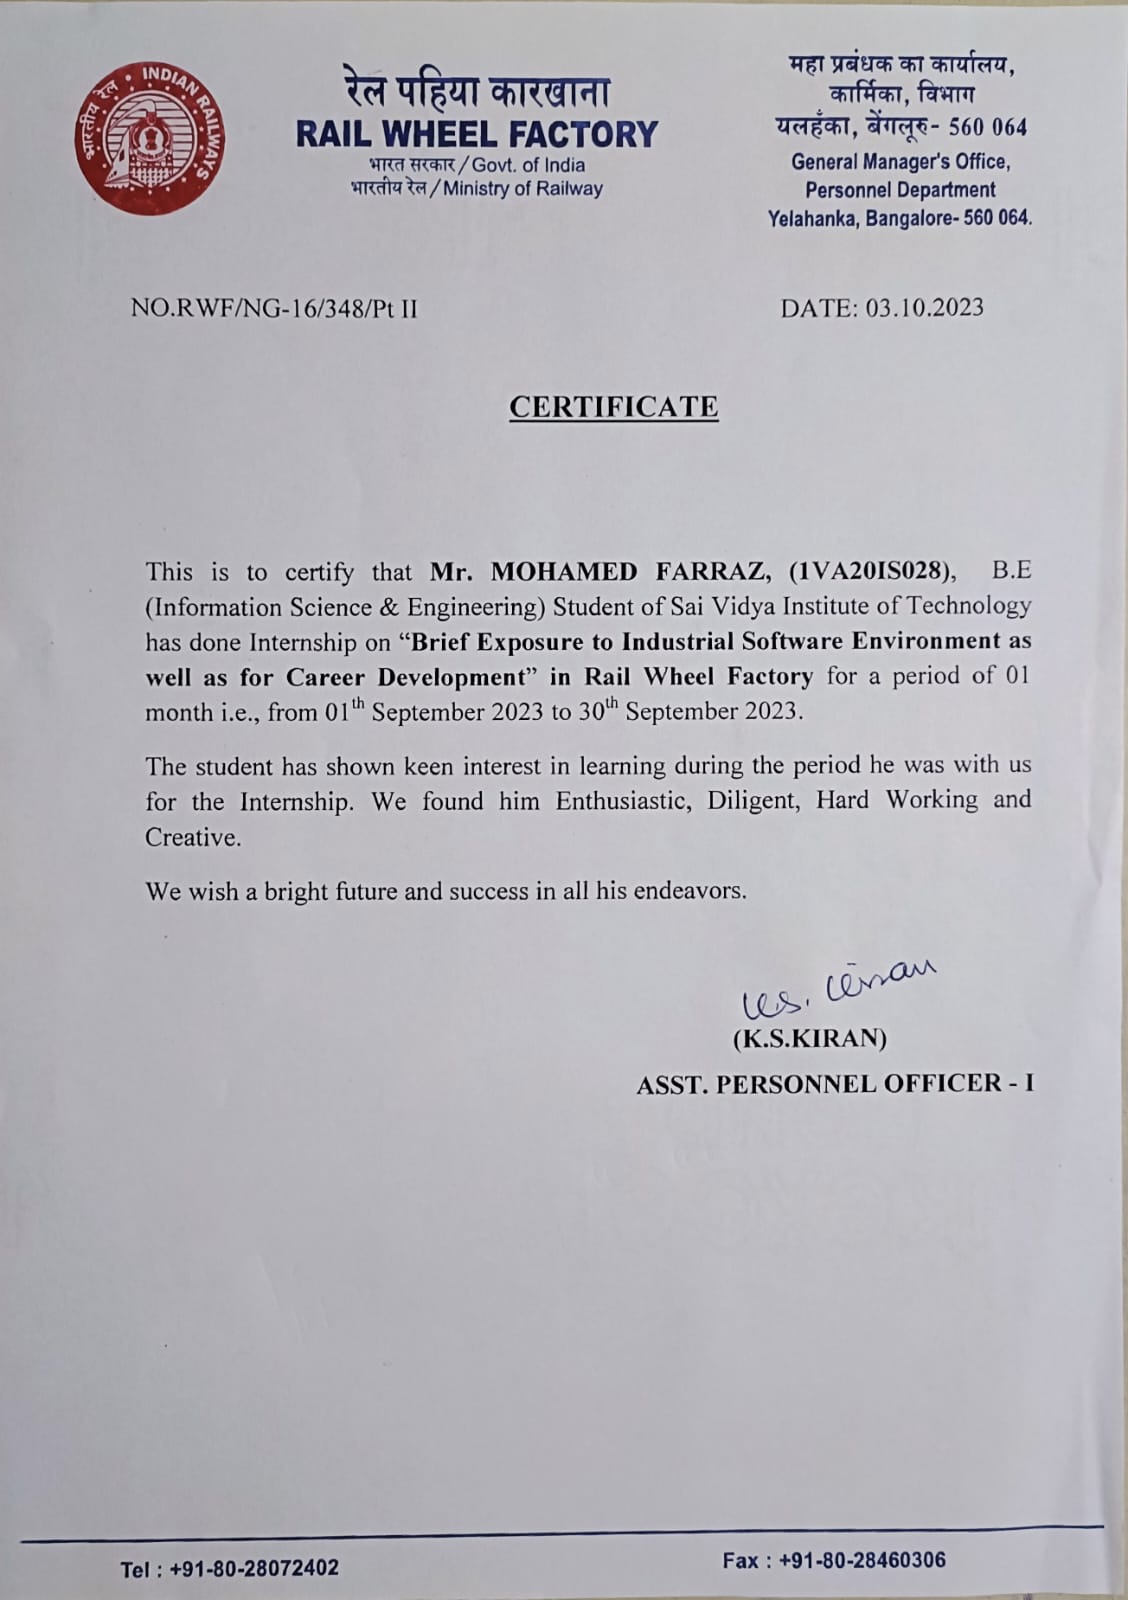 भारतीय रेल • INDIAN RAILWAYS
रेल पहिया कारखाना
RAIL WHEEL FACTORY
भारत सरकार / Govt. of India
भारतीय रेल / Ministry of Railway
महा प्रबंधक का कार्यालय,
कार्मिका, विभाग
यलहँका, बेंगलूरु- 560 064
General Manager's Office,
Personnel Department
Yelahanka, Bangalore- 560 064.
NO.RWF/NG-16/348/Pt II
DATE: 03.10.2023
CERTIFICATE
This is to certify that Mr. MOHAMED FARRAZ, (1VA20IS028), B.E
(Information Science & Engineering) Student of Sai Vidya Institute of Technology
has done Internship on “Brief Exposure to Industrial Software Environment as
well as for Career Development” in Rail Wheel Factory for a period of 01
month i.e., from 01th September 2023 to 30th September 2023.
The student has shown keen interest in learning during the period he was with us
for the Internship. We found him Enthusiastic, Diligent, Hard Working and
Creative.
We wish a bright future and success in all his endeavors.
K.S. Kiran
(K.S.KIRAN)
ASST. PERSONNEL OFFICER - I
Tel : +91-80-28072402
Fax : +91-80-28460306